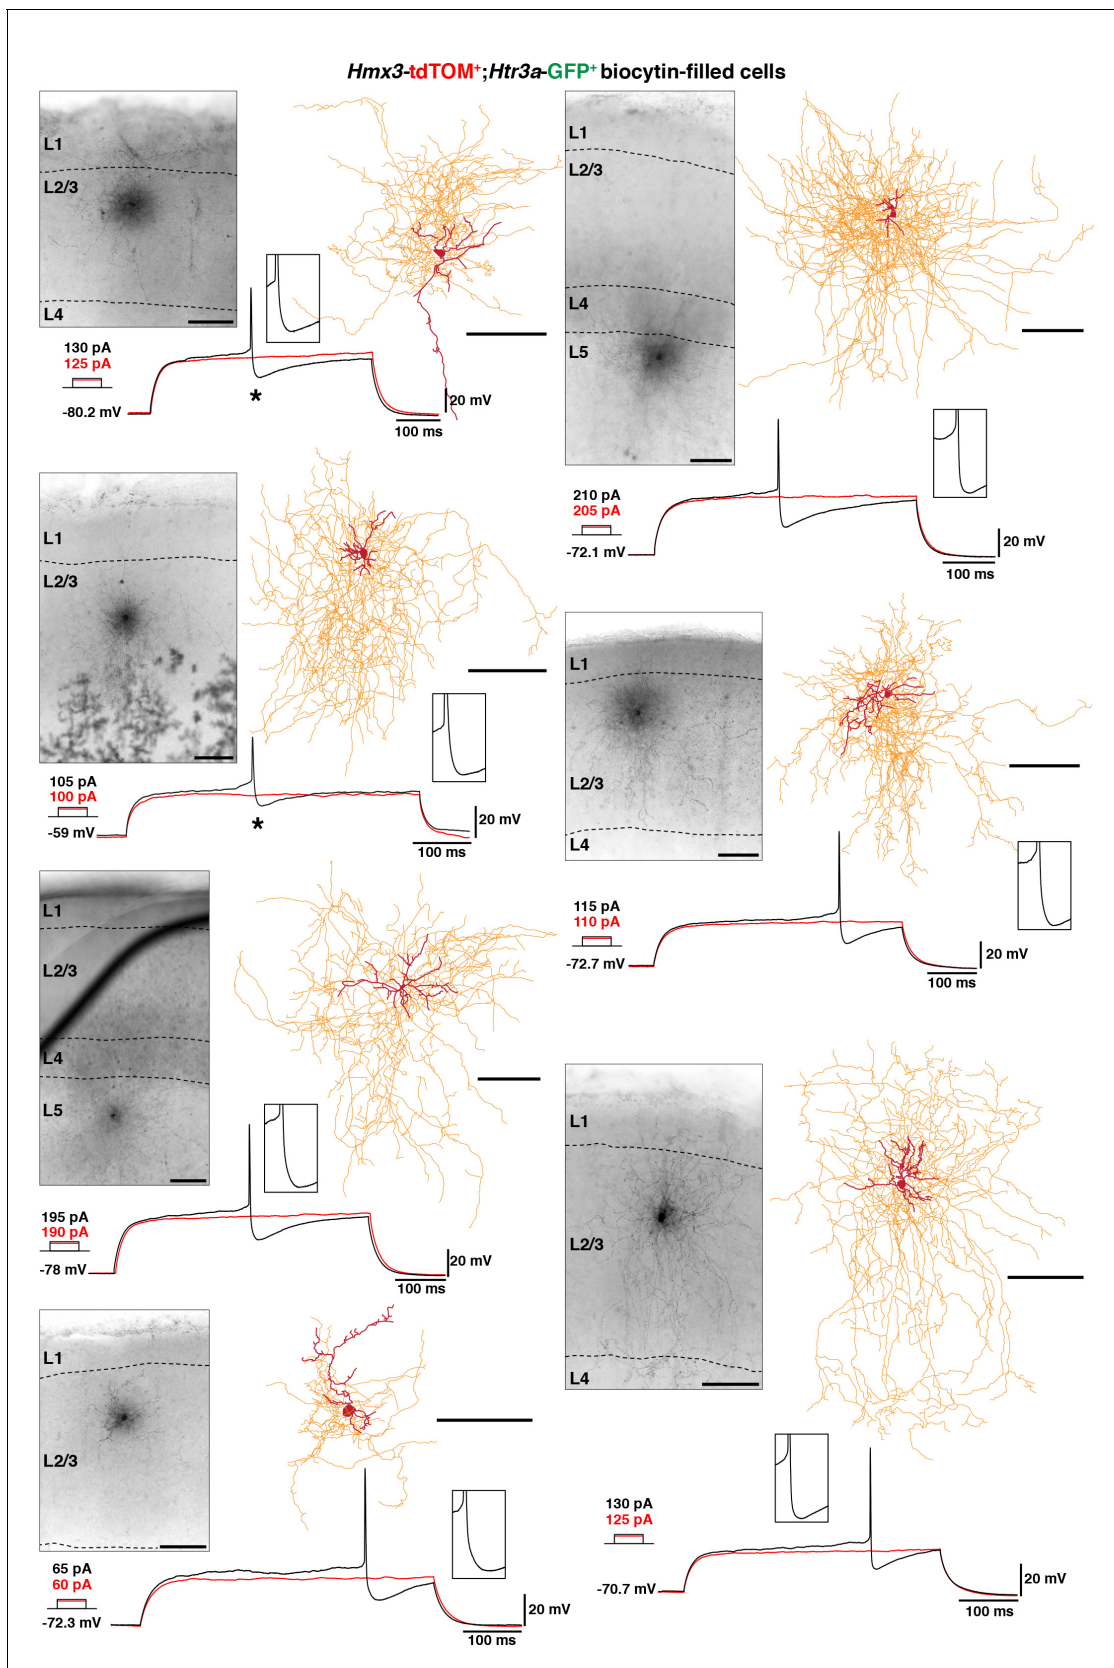 Hmx3-tdTOM+;Htr3a-GFP+ biocytin-filled cells
L1
L2/3
L4
130 pA
125 pA
-80.2 mV
*
20 mV
100 ms
L1
L2/3
L4
L5
210 pA
205 pA
-72.1 mV
20 mV
100 ms
L1
L2/3
105 pA
100 pA
-59 mV
*
20 mV
100 ms
L1
L2/3
L4
115 pA
110 pA
-72.7 mV
20 mV
100 ms
L1
L2/3
L4
L5
195 pA
190 pA
-78 mV
20 mV
100 ms
L1
L2/3
L4
130 pA
125 pA
-70.7 mV
20 mV
100 ms
L1
L2/3
65 pA
60 pA
-72.3 mV
20 mV
100 ms